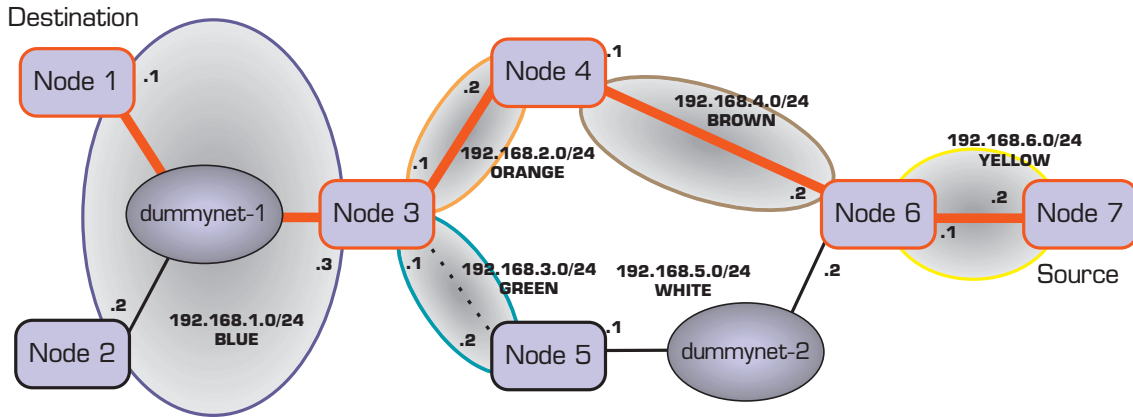 Destination
Node 1
.1
Node 4
.1
.2
192.168.4.0/24
BROWN
192.168.6.0/24
YELLOW
.1
192.168.2.0/24
ORANGE
dummynet-1
Node 3
.2
Node 6
.2
Node 7
.1
.3
.1
192.168.3.0/24
GREEN
192.168.5.0/24
WHITE
.2
Source
.2
192.168.1.0/24
BLUE
Node 2
.2
Node 5
.1
dummynet-2